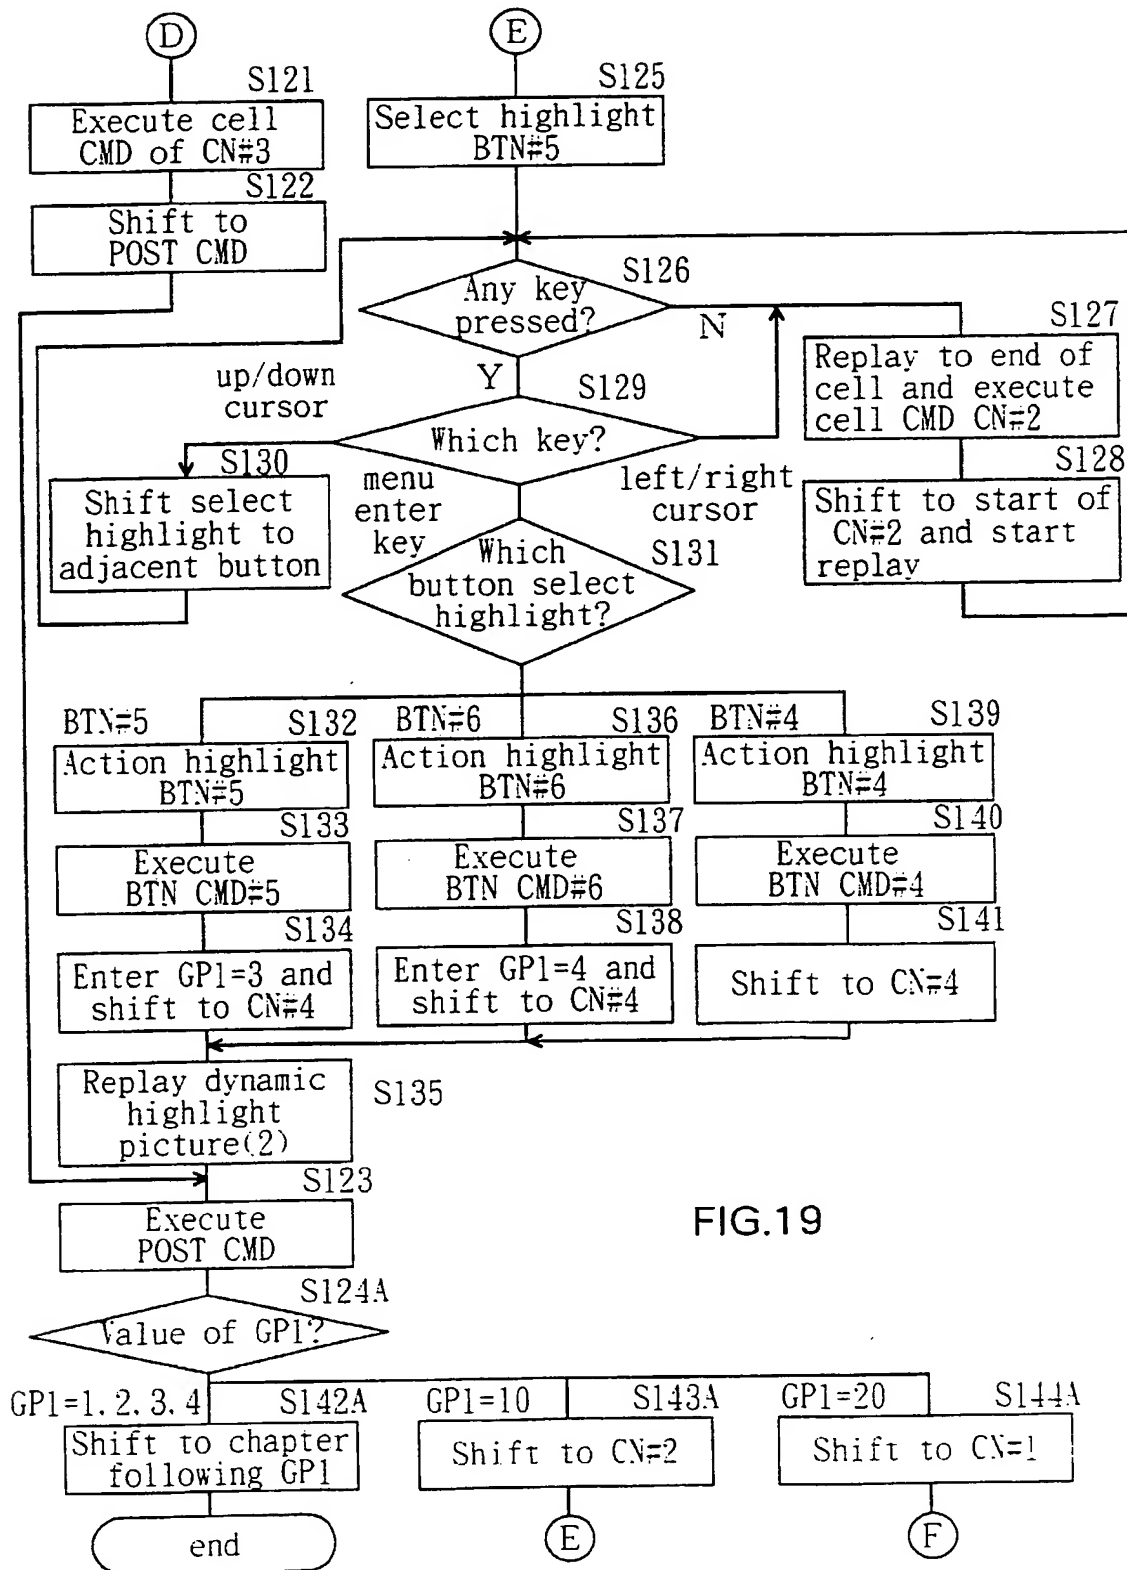 D
S121
Execute cell
CMD of CN#3
S122
Shift to
POST CMD
E
S125
Select highlight
BTN#5
S126
Any key
pressed?
N
Y
S127
Replay to end of
cell and execute
cell CMD CN#2
S128
Shift to start of
CN#2 and start
replay
up/down
cursor
S129
Which key?
S130
Shift select
highlight to
adjacent button
menu
enter
key
left/right
cursor
S131
Which
button select
highlight?
BTN#5
S132
Action highlight
BTN#5
S133
Execute
BTN CMD#5
S134
Enter GP1=3 and
shift to CN#4
BTN#6
S136
Action highlight
BTN#6
S137
Execute
BTN CMD#6
S138
Enter GP1=4 and
shift to CN#4
BTN#4
S139
Action highlight
BTN#4
S140
Execute
BTN CMD#4
S141
Shift to CN#4
Replay dynamic
highlight
picture(2)
S135
S123
Execute
POST CMD
FIG.19
S124A
Value of GP1?
GP1=1.2.3.4
S142A
Shift to chapter
following GP1
end
GP1=10
S143A
Shift to CN#2
E
GP1=20
S144A
Shift to CN#1
F